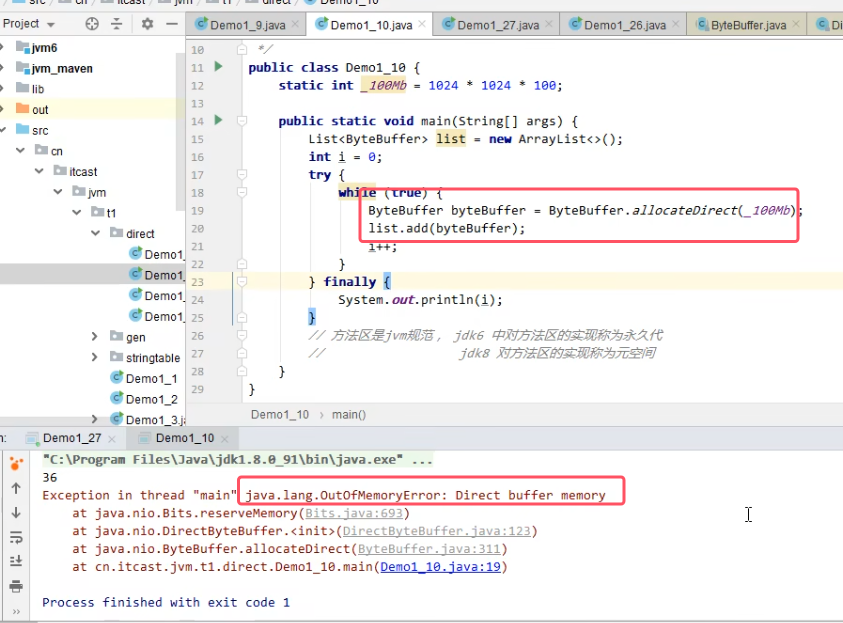 src cn itcast jvm t1 direct Demo1_10
Project
Demo1_9.java Demo1_10.java Demo1_27.java Demo1_26.java ByteBuffer.java Di
jvm6
jvm_maven
lib
out
src
cn
itcast
jvm
t1
direct
Demo1_
Demo1_
Demo1_
Demo1_
gen
stringtable
Demo1_1
Demo1_2
Demo1_3.ja
10 */
11 public class Demo1_10 {
12 static int _100Mb = 1024 * 1024 * 100;
13
14 public static void main(String[] args) {
15 List<ByteBuffer> list = new ArrayList<>();
16 int i = 0;
17 try {
18 while (true) {
19 ByteBuffer byteBuffer = ByteBuffer.allocateDirect(_100Mb);
20 list.add(byteBuffer);
21 i++;
22 }
23 } finally {
24 System.out.println(i);
25 }
26 // 方法区是jvm规范， jdk6 中对方法区的实现称为永久代
27 // jdk8 对方法区的实现称为元空间
28 }
29 }
Demo1_10 › main()
n: Demo1_27 Demo1_10
"C:\Program Files\Java\jdk1.8.0_91\bin\java.exe" ...
36
Exception in thread "main" java.lang.OutOfMemoryError: Direct buffer memory
at java.nio.Bits.reserveMemory(Bits.java:693)
at java.nio.DirectByteBuffer.<init>(DirectByteBuffer.java:123)
at java.nio.ByteBuffer.allocateDirect(ByteBuffer.java:311)
at cn.itcast.jvm.t1.direct.Demo1_10.main(Demo1_10.java:19)
Process finished with exit code 1